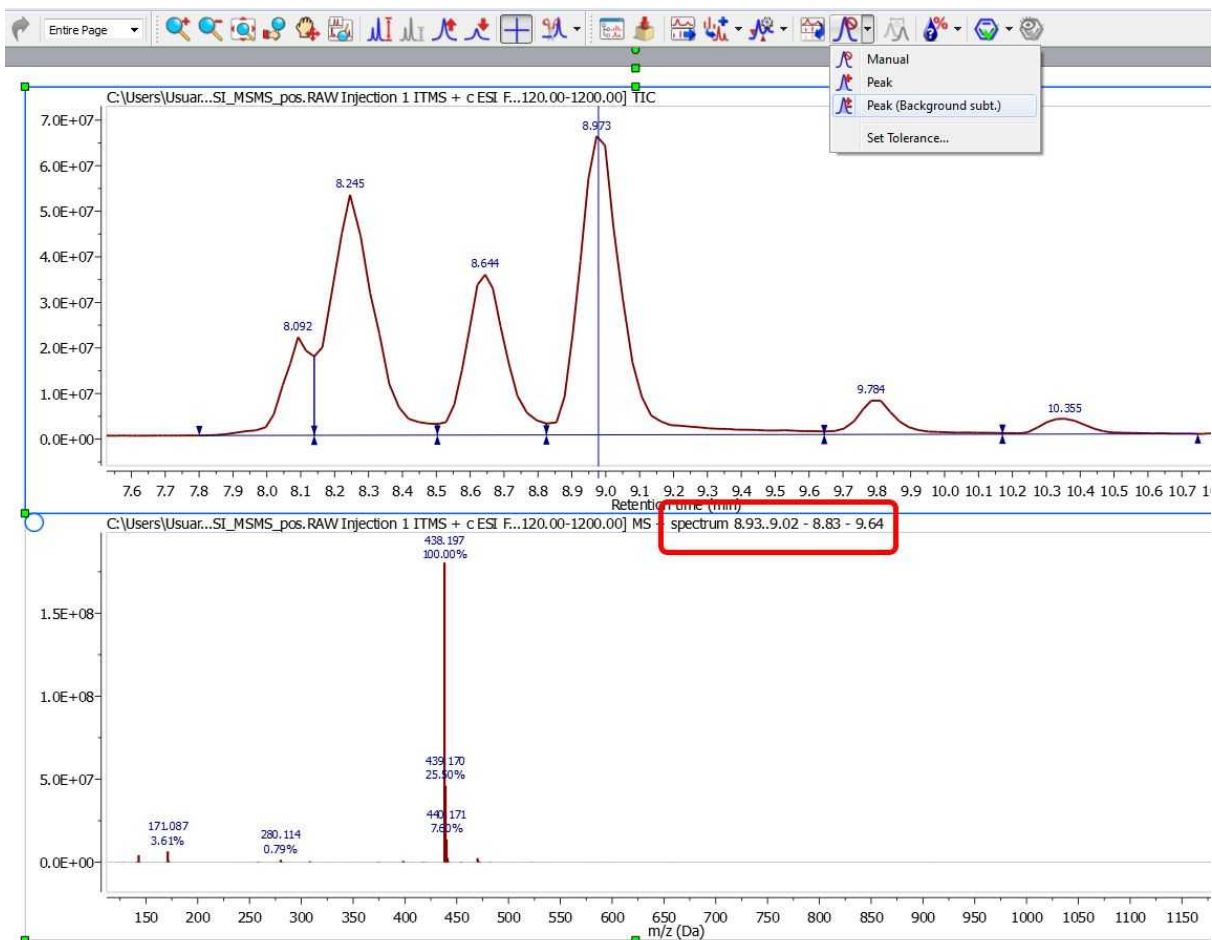 Entire Page
Manual
Peak
Peak (Background subt.)
Set Tolerance...
C:\Users\Usuar...SI_MSMS_pos.RAW Injection 1 ITMS + c ESI F...120.00-1200.00] TIC
7.0E+07
6.0E+07
5.0E+07
4.0E+07
3.0E+07
2.0E+07
1.0E+07
0.0E+00
8.092
8.245
8.644
8.973
9.784
10.355
7.6 7.7 7.8 7.9 8.0 8.1 8.2 8.3 8.4 8.5 8.6 8.7 8.8 8.9 9.0 9.1 9.2 9.3 9.4 9.5 9.6 9.7 9.8 9.9 10.0 10.1 10.2 10.3 10.4 10.5 10.6 10.7
Retention time (min)
C:\Users\Usuar...SI_MSMS_pos.RAW Injection 1 ITMS + c ESI F...120.00-1200.00] MS + spectrum 8.93..9.02 - 8.83 - 9.64
1.5E+08
1.0E+08
5.0E+07
0.0E+00
438.197
100.00%
439.170
25.50%
440.171
7.60%
171.087
3.61%
280.114
0.79%
150 200 250 300 350 400 450 500 550 600 650 700 750 800 850 900 950 1000 1050 1100 1150
m/z (Da)